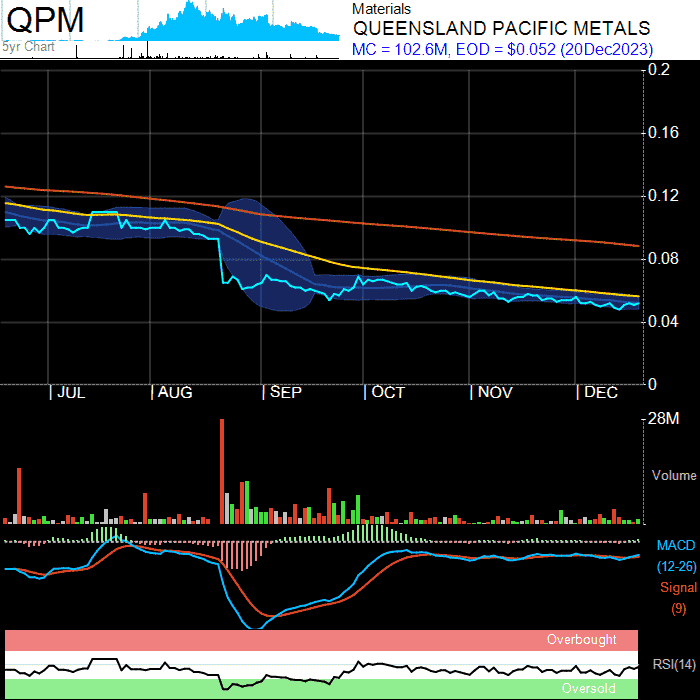 QPM
5yr Chart
Materials
QUEENSLAND PACIFIC METALS
MC = 102.6M, EOD = $0.052 (20Dec2023)
0.2
0.16
0.12
0.08
0.04
0
| JUL | AUG | SEP | OCT | NOV | DEC
28M
Volume
MACD
(12-26)
Signal
(9)
Overbought
RSI(14)
Oversold